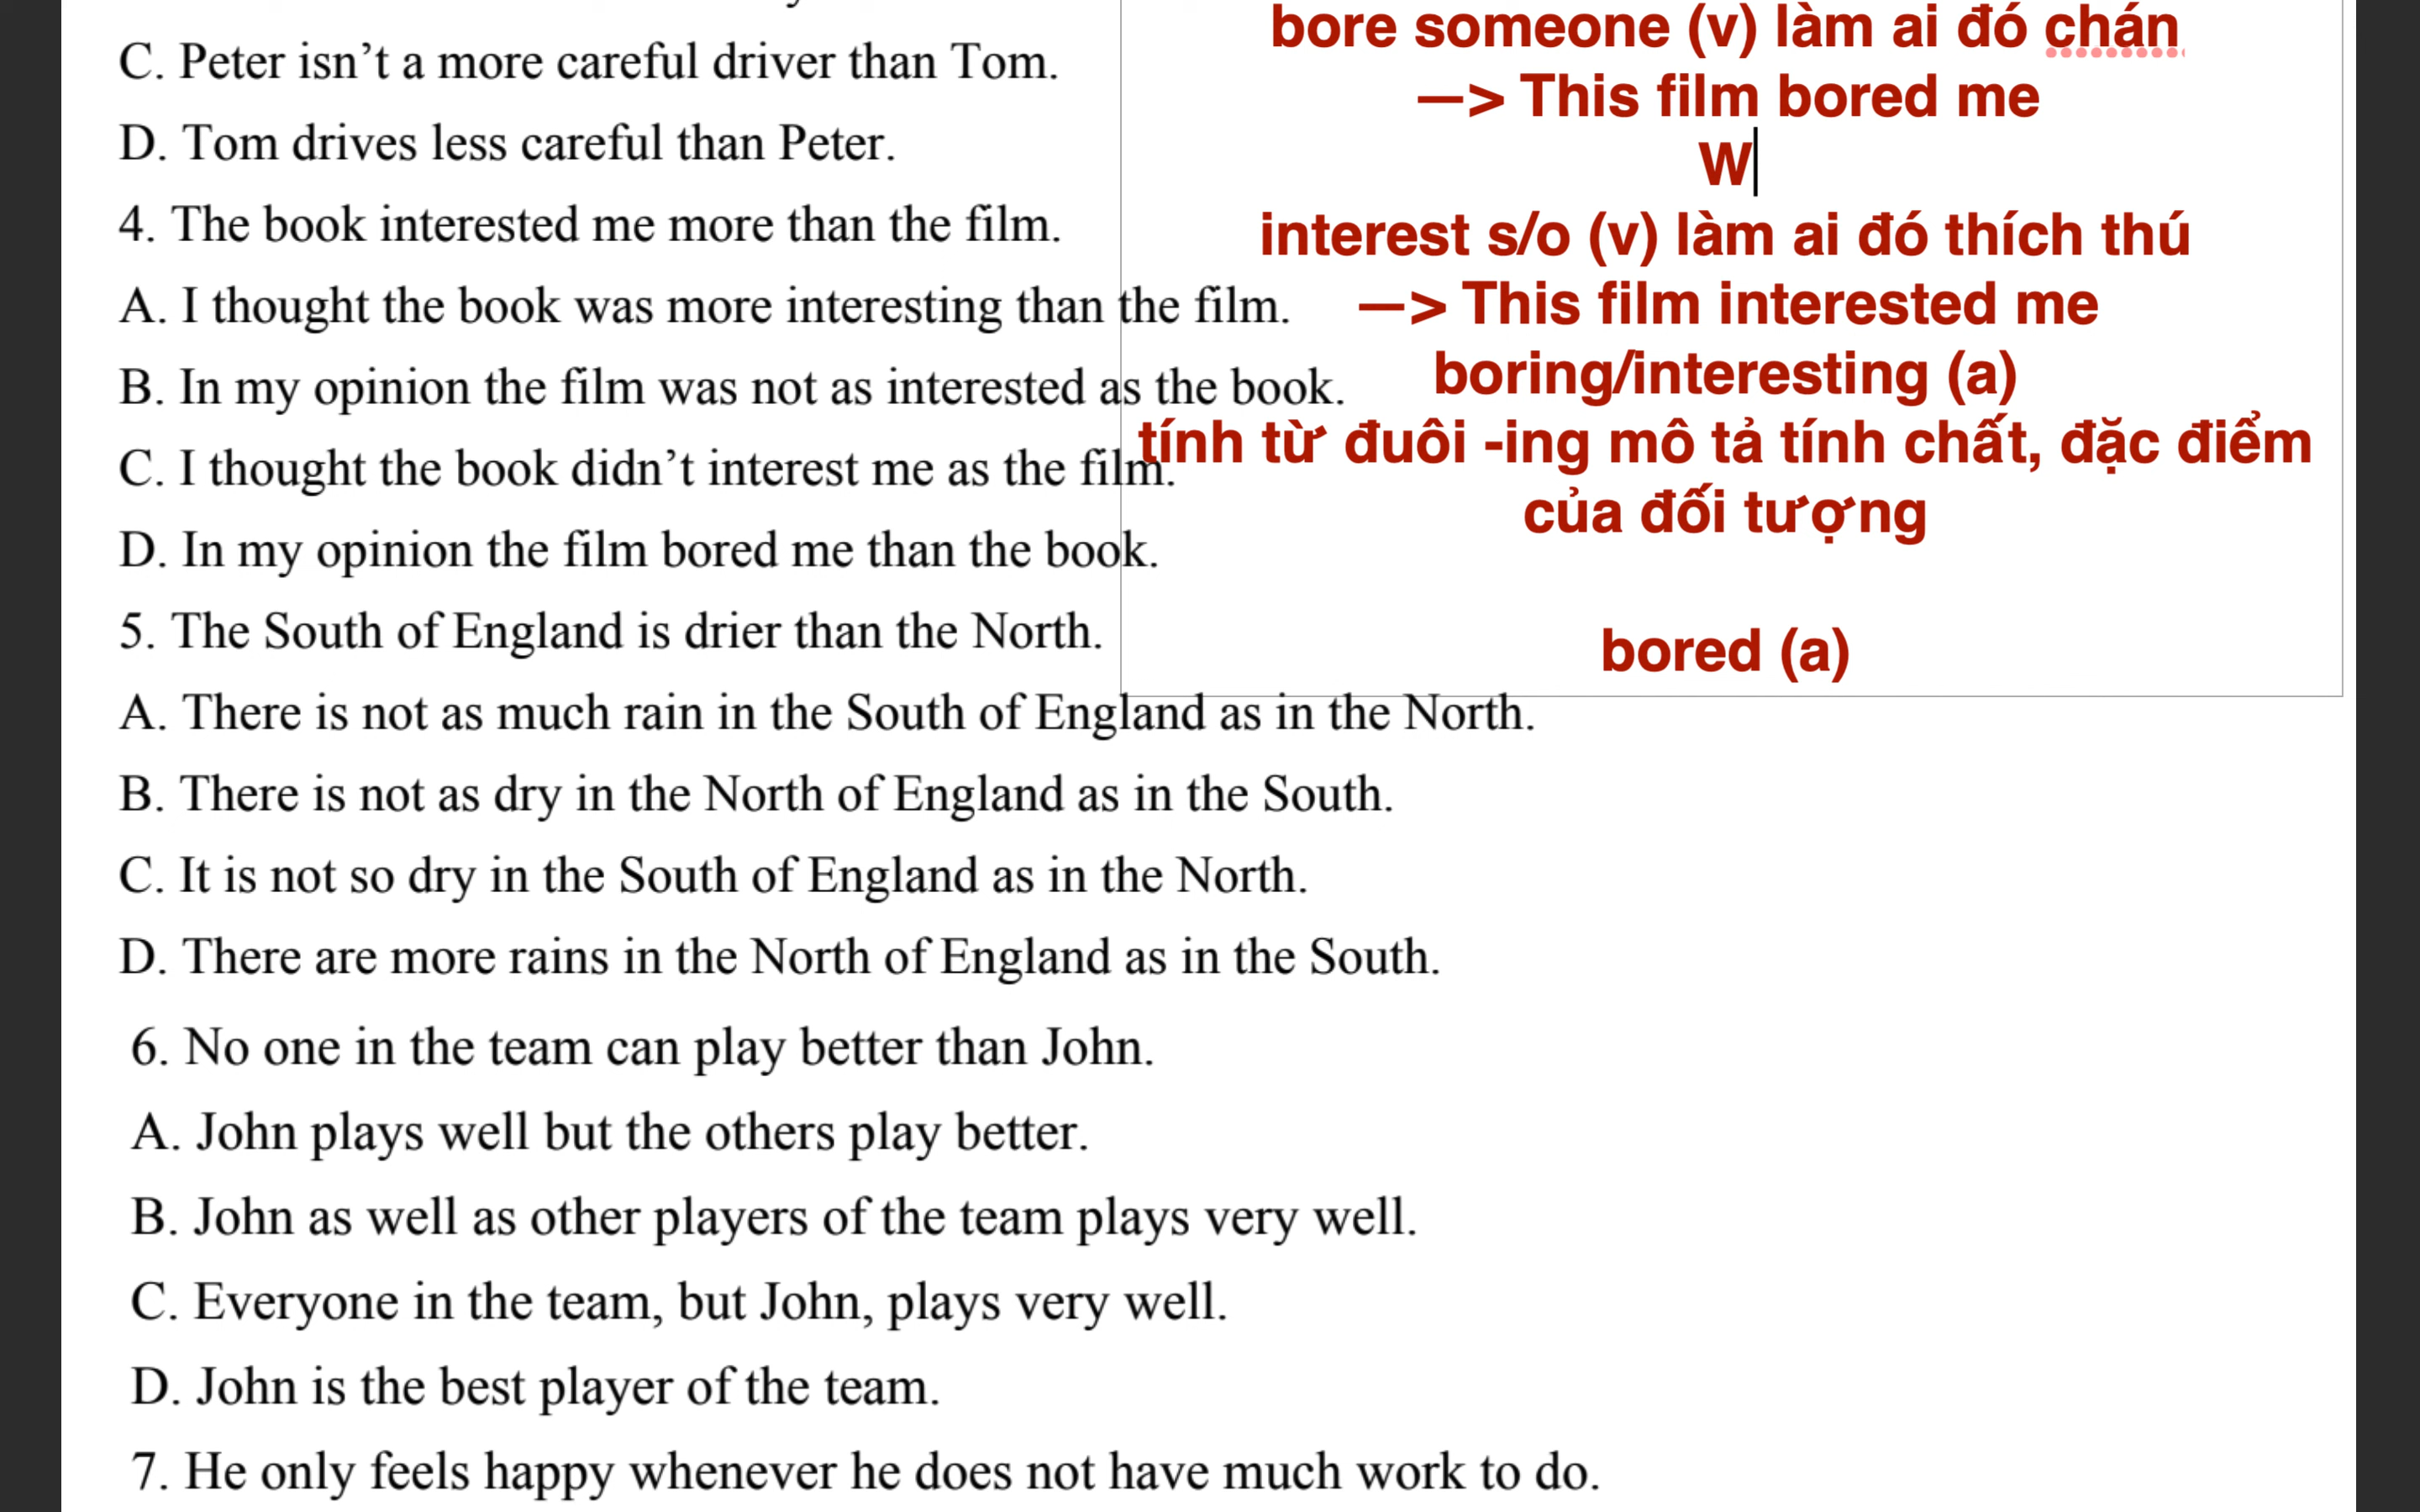 C. Peter isn’t a more careful driver than Tom.
D. Tom drives less careful than Peter.
4. The book interested me more than the film.
A. I thought the book was more interesting than the film.
B. In my opinion the film was not as interested as the book.
C. I thought the book didn’t interest me as the film.
D. In my opinion the film bored me than the book.
5. The South of England is drier than the North.
A. There is not as much rain in the South of England as in the North.
B. There is not as dry in the North of England as in the South.
C. It is not so dry in the South of England as in the North.
D. There are more rains in the North of England as in the South.
6. No one in the team can play better than John.
A. John plays well but the others play better.
B. John as well as other players of the team plays very well.
C. Everyone in the team, but John, plays very well.
D. John is the best player of the team.
7. He only feels happy whenever he does not have much work to do.
bore someone (v) làm ai đó chán
—> This film bored me
W
interest s/o (v) làm ai đó thích thú
—> This film interested me
boring/interesting (a)
tính từ đuôi -ing mô tả tính chất, đặc điểm
của đối tượng
bored (a)